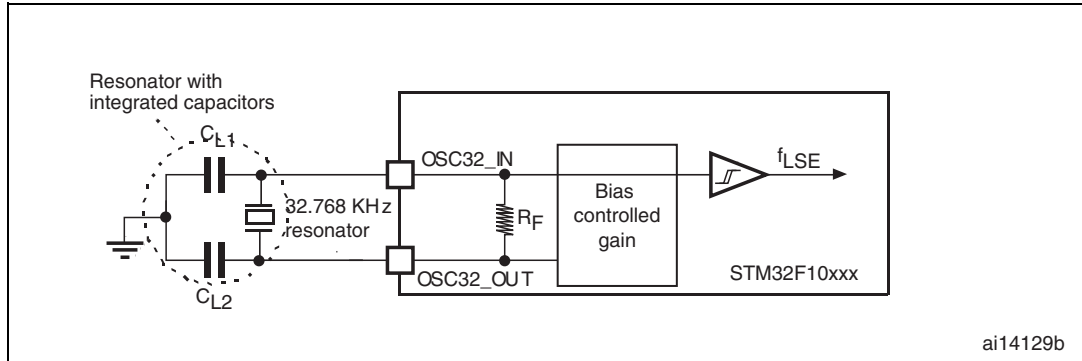 Resonator with
integrated capacitors
CL1
OSC32_IN
fLSE
32.768 KHz
resonator
RF
Bias
controlled
gain
OSC32_OUT
STM32F10xxx
CL2
ai14129b